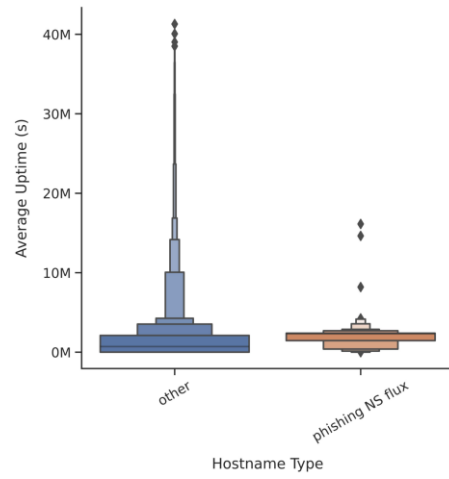 40M
30M
20M
10M
0M
Average Uptime (s)
other
phishing NS flux
Hostname Type